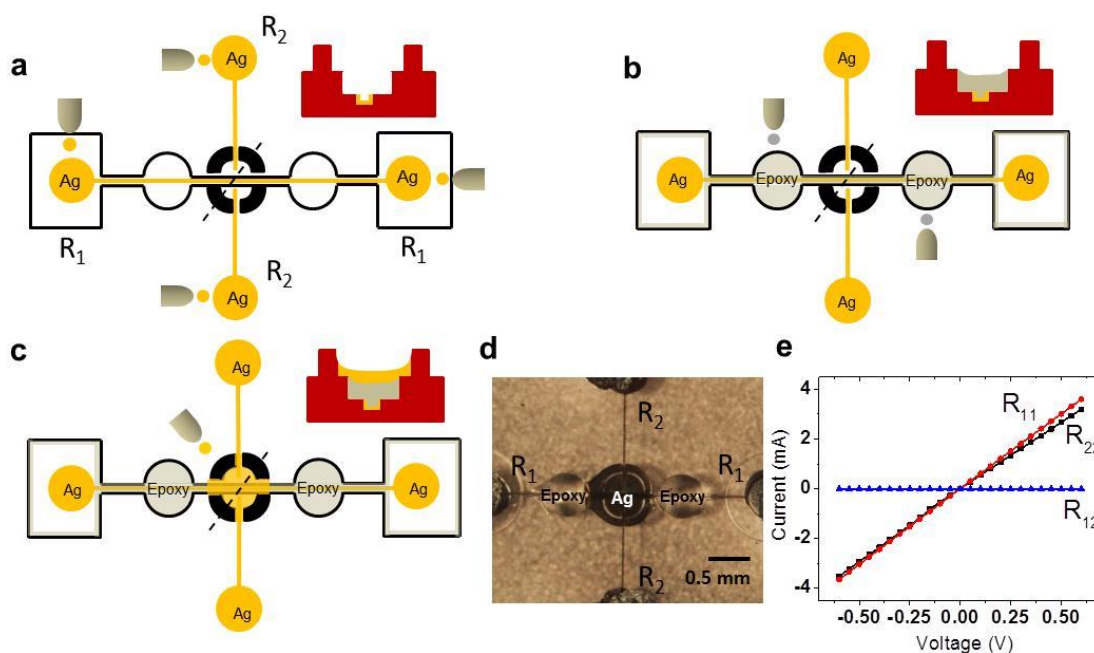 a
R2
Ag
Ag
Ag
R1
R1
R2
Ag
b
Ag
Ag
Epoxy
Epoxy
Ag
Ag
c
Ag
Ag
Epoxy
Epoxy
Ag
Ag
d
R2
R1
Epoxy
Ag
Epoxy
R1
R2
0.5 mm
e
4
2
0
-2
-4
Current (mA)
R11
R22
R12
-0.50 -0.25 0.00 0.25 0.50
Voltage (V)